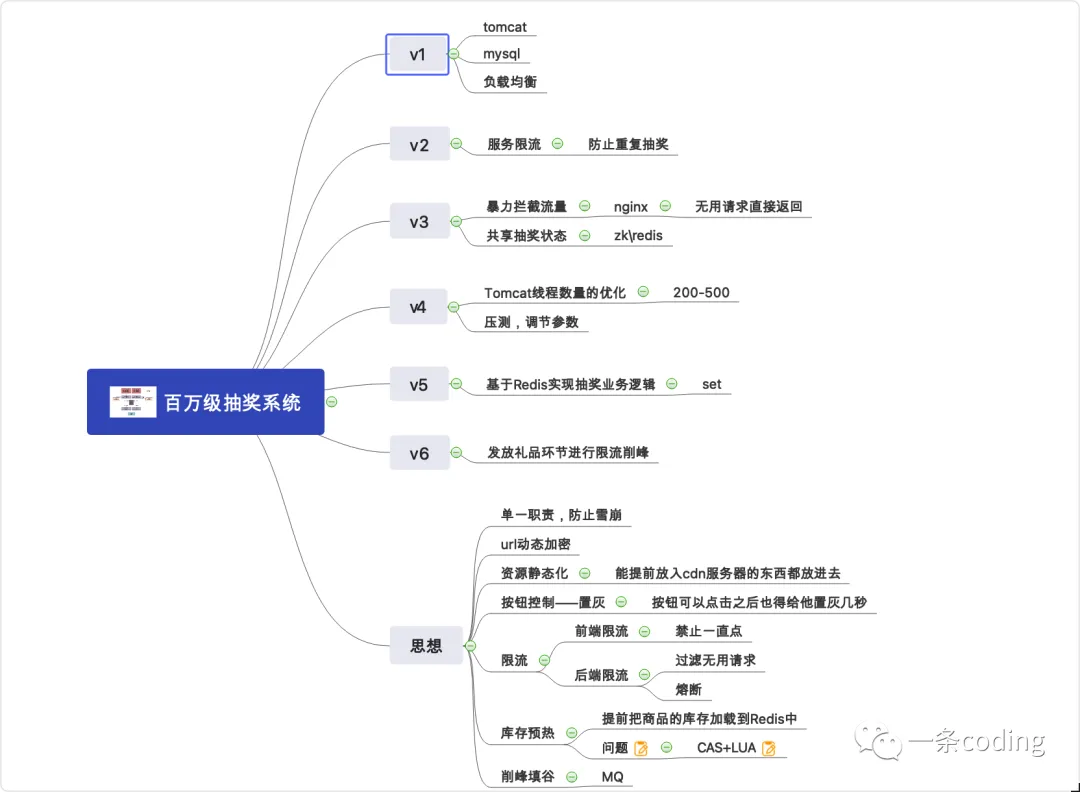 v1
tomcat
mysql
负载均衡
v2
服务限流
防止重复抽奖
v3
暴力拦截流量
nginx
无用请求直接返回
共享抽奖状态
zk\redis
v4
Tomcat线程数量的优化
200-500
压测，调节参数
百万级抽奖系统
v5
基于Redis实现抽奖业务逻辑
set
v6
发放礼品环节进行限流削峰
思想
单一职责，防止雪崩
url动态加密
资源静态化
能提前放入cdn服务器的东西都放进去
按钮控制——置灰
按钮可以点击之后也得给他置灰几秒
限流
前端限流
禁止一直点
后端限流
过滤无用请求
熔断
库存预热
提前把商品的库存加载到Redis中
问题
CAS+LUA
削峰填谷
MQ
一条coding